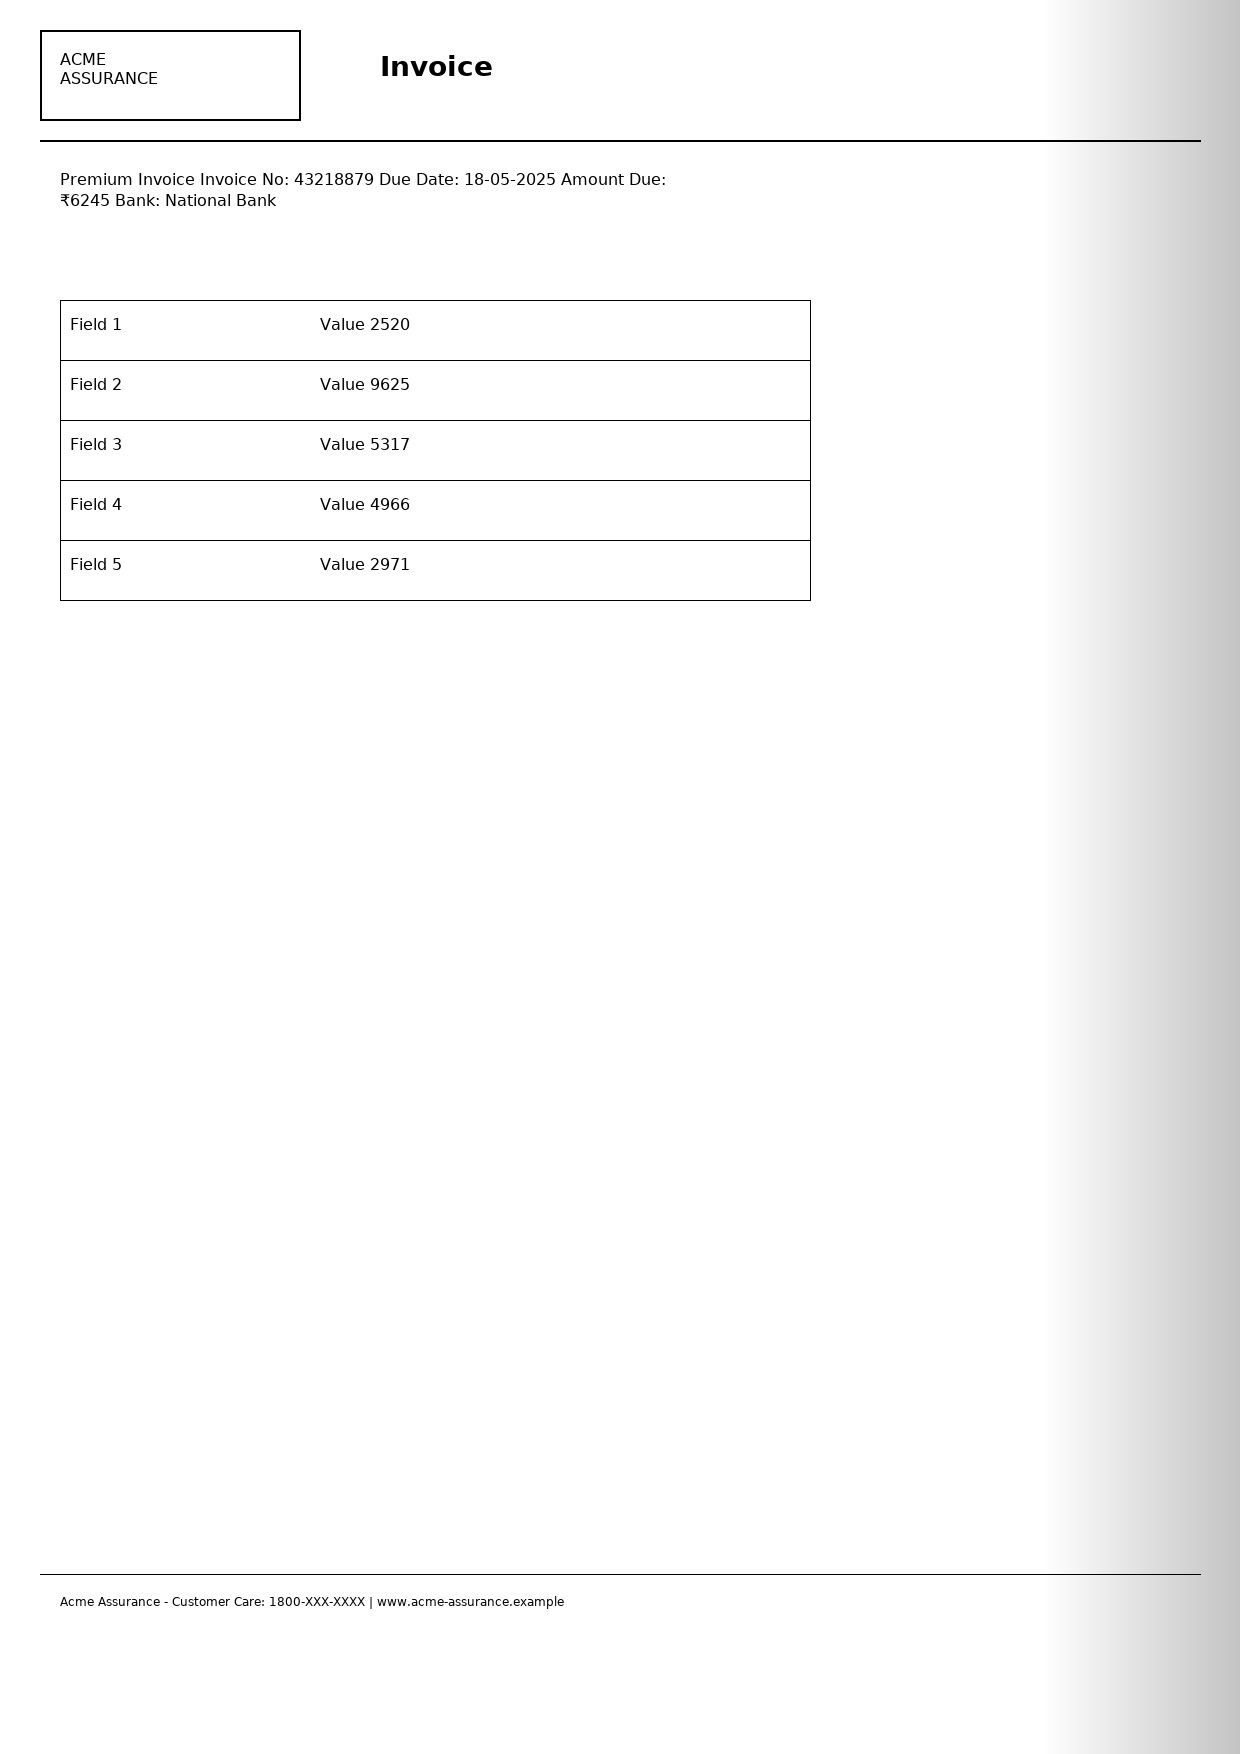 ACME
ASSURANCE
Invoice
Premium Invoice Invoice No: 43218879 Due Date: 18-05-2025 Amount Due:
₹6245 Bank: National Bank
Field 1 Value 2520
Field 2 Value 9625
Field 3 Value 5317
Field 4 Value 4966
Field 5 Value 2971
Acme Assurance - Customer Care: 1800-XXX-XXXX | www.acme-assurance.example